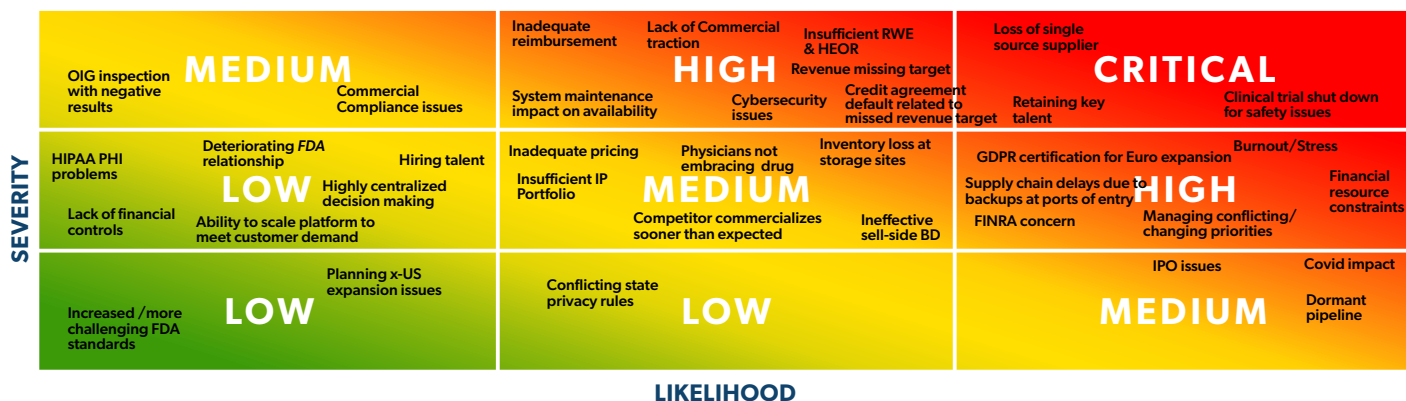 SEVERITY
MEDIUM
OIG inspection
with negative
results
Commercial
Compliance issues
HIGH
Inadequate
reimbursement
Lack of Commercial
traction
Insufficient RWE
& HEOR
Revenue missing target
System maintenance
impact on availability
Cybersecurity
issues
Credit agreement
default related to
missed revenue target
CRITICAL
Loss of single
source supplier
Retaining key
talent
Clinical trial shut down
for safety issues
LOW
HIPAA PHI
problems
Deteriorating FDA
relationship
Hiring talent
Highly centralized
decision making
Lack of financial
controls
Ability to scale platform to
meet customer demand
MEDIUM
Inadequate pricing
Physicians not
embracing drug
Inventory loss at
storage sites
Insufficient IP
Portfolio
Competitor commercializes
sooner than expected
Ineffective
sell-side BD
HIGH
GDPR certification for Euro expansion
Burnout/Stress
Supply chain delays due to
backups at ports of entry
Financial
resource
constraints
FINRA concern
Managing conflicting/
changing priorities
LOW
Planning x-US
expansion issues
Increased /more
challenging FDA
standards
LOW
Conflicting state
privacy rules
MEDIUM
IPO issues
Covid impact
Dormant
pipeline
LIKELIHOOD